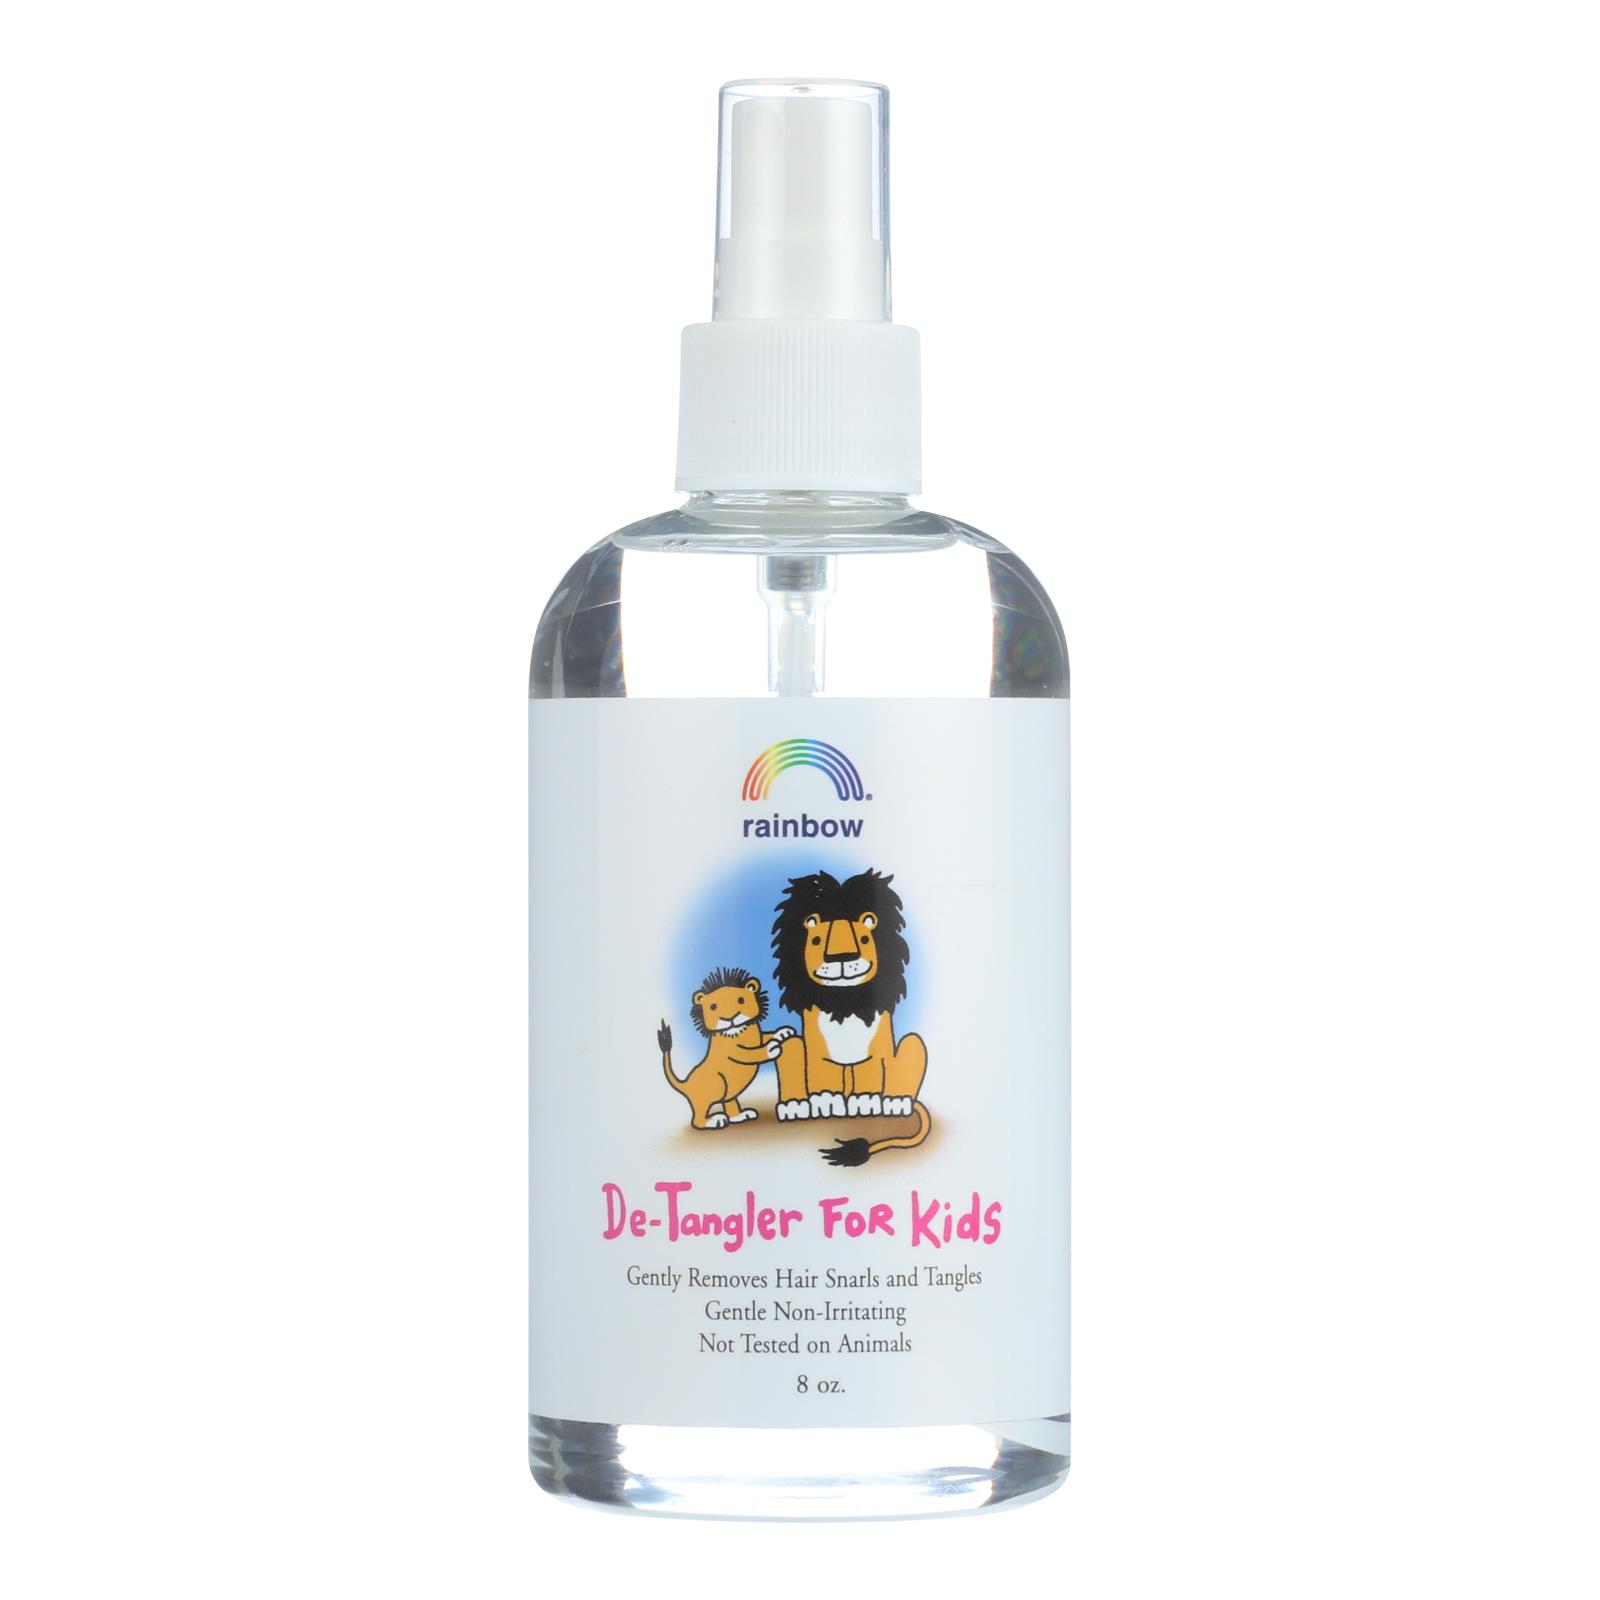 ®
rainbow
De-Tangler For Kids
Gently Removes Hair Snarls and Tangles
Gentle Non-Irritating
Not Tested on Animals
8 oz.